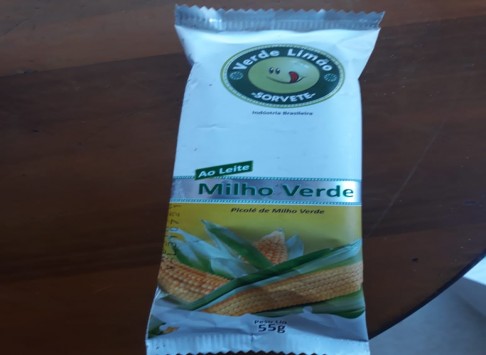 Verde Limão
-SORVETE-
Indústria Brasileira
Ao Leite
Milho Verde
Picolé de Milho Verde
55g